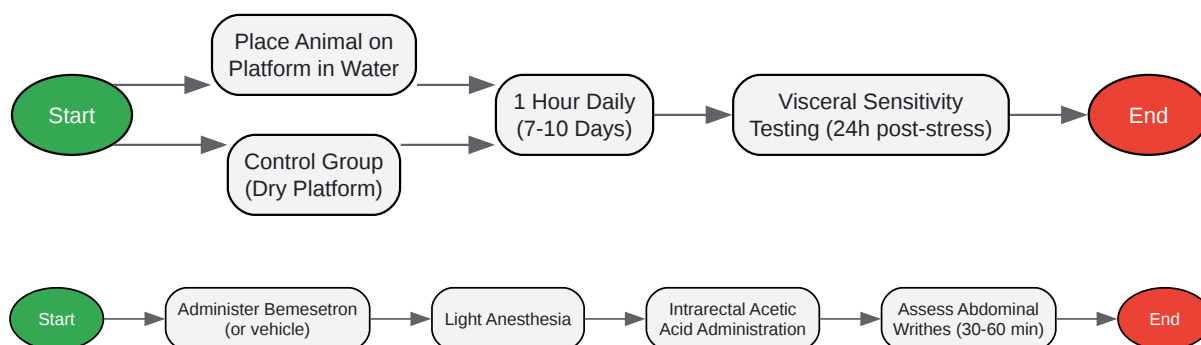 Start
Place Animal on
Platform in Water
Control Group
(Dry Platform)
1 Hour Daily
(7-10 Days)
Visceral Sensitivity
Testing (24h post-stress)
End
Start
Administer Bemesetron
(or vehicle)
Light Anesthesia
Intrarectal Acetic
Acid Administration
Assess Abdominal
Writhes (30-60 min)
End